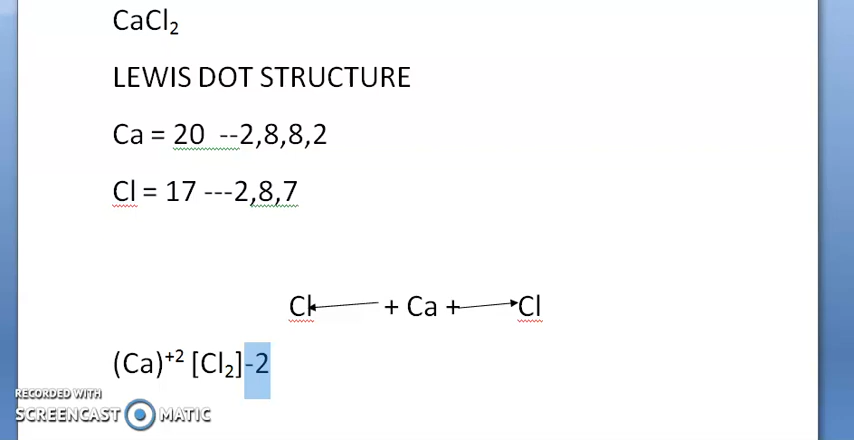 CaCl₂
LEWIS DOT STRUCTURE
Ca = 20 --2,8,8,2
Cl = 17 ---2,8,7
Cl + Ca + Cl
(Ca)⁺² [Cl₂]-2
RECORDED WITH
SCREENCAST MATIC